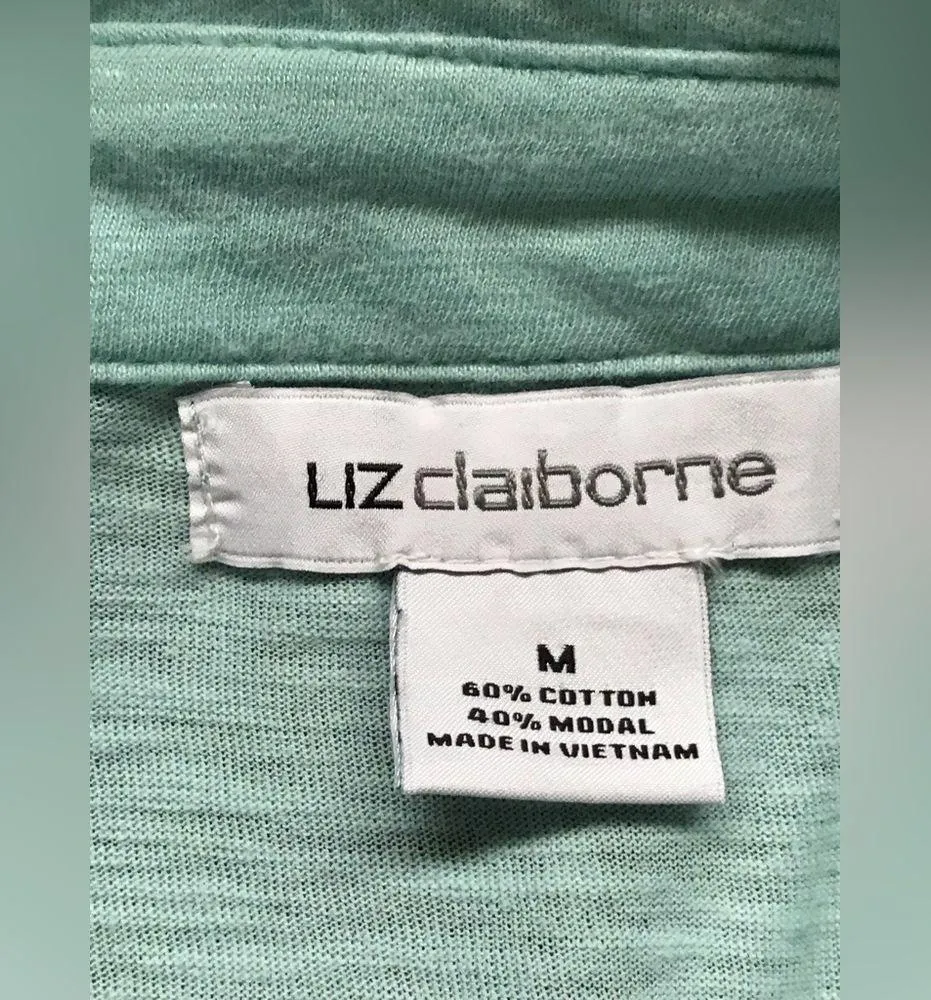 LIZ claiborne
M
60% COTTON
40% MODAL
MADE IN VIETNAM